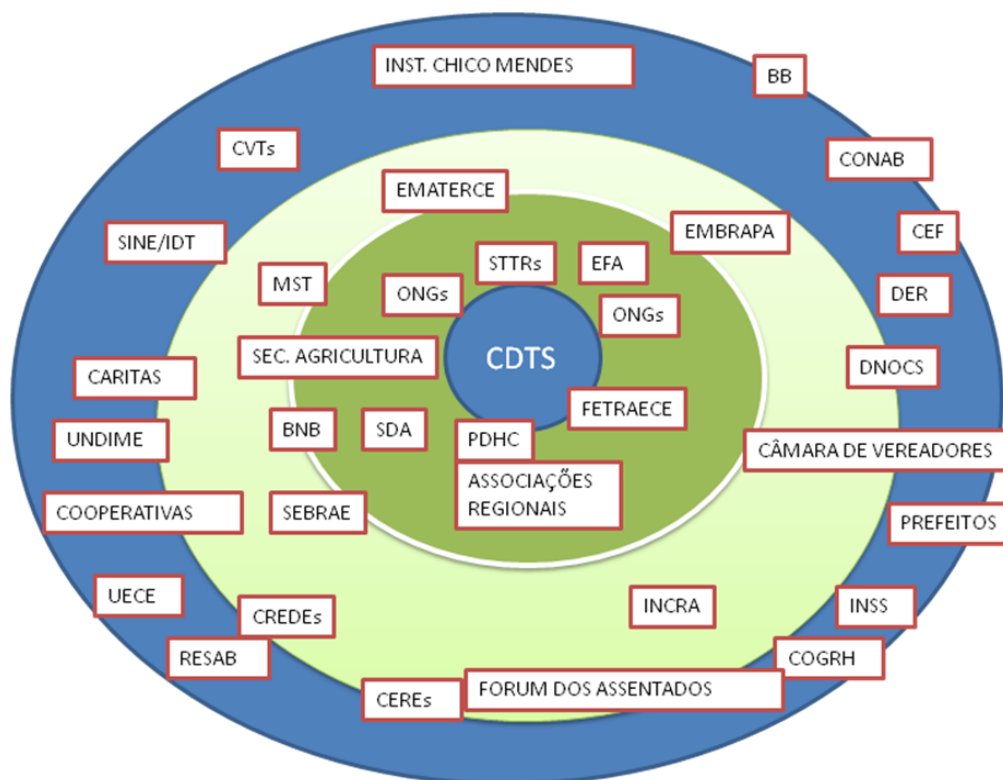 INST. CHICO MENDES
BB
CVTs
CONAB
EMATERCE
SINE/IDT
EMBRAPA
CEF
STTRs
EFA
MST
ONGs
DER
ONGs
SEC. AGRICULTURA
CDTS
DNOCS
CARITAS
FETRAECE
BNB
SDA
PDHC
UNDIME
CÂMARA DE VEREADORES
ASSOCIAÇÕES
REGIONAIS
COOPERATIVAS
SEBRAE
PREFEITOS
UECE
CREDEs
INCRA
INSS
RESAB
COGRH
CEREs
FORUM DOS ASSENTADOS